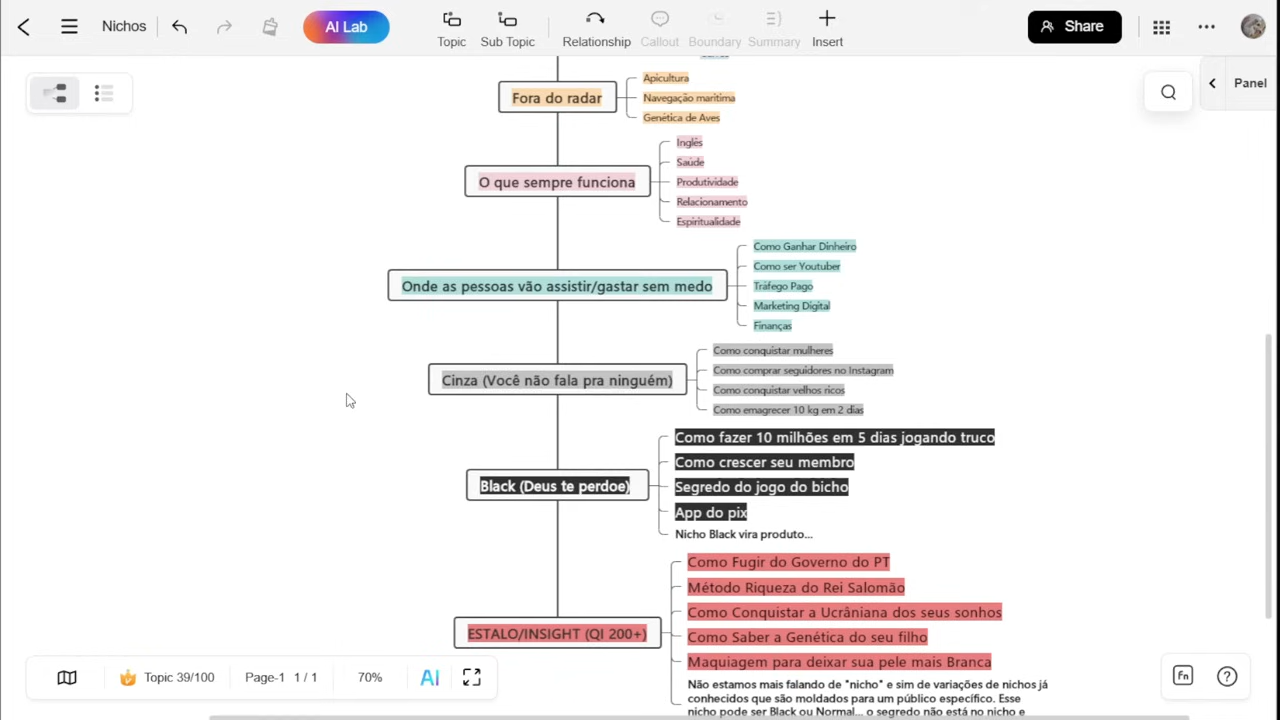 Nichos
AI Lab
Topic
Sub Topic
Relationship
Callout
Boundary
Summary
Insert
Share
Panel
Fora do radar
Apicultura
Navegação marítima
Genética de Aves
O que sempre funciona
Inglês
Saúde
Produtividade
Relacionamento
Espiritualidade
Onde as pessoas vão assistir/gastar sem medo
Como Ganhar Dinheiro
Como ser Youtuber
Tráfego Pago
Marketing Digital
Finanças
Cinza (Você não fala pra ninguém)
Como conquistar mulheres
Como comprar seguidores no Instagram
Como conquistar velhos ricos
Como emagrecer 10 kg em 2 dias
Black (Deus te perdoe)
Como fazer 10 milhões em 5 dias jogando truco
Como crescer seu membro
Segredo do jogo do bicho
App do pix
Nicho Black vira produto...
ESTALO/INSIGHT (QI 200+)
Como Fugir do Governo do PT
Método Riqueza do Rei Salomão
Como Conquistar a Ucrâniana dos seus sonhos
Como Saber a Genética do seu filho
Maquiagem para deixar sua pele mais Branca
Não estamos mais falando de "nicho" e sim de variações de nichos já
conhecidos que são moldados para um público específico. Esse
nicho pode ser Black ou Normal... o segredo não está no nicho e
Topic 39/100
Page-1 1 / 1
70%
AI
Fn